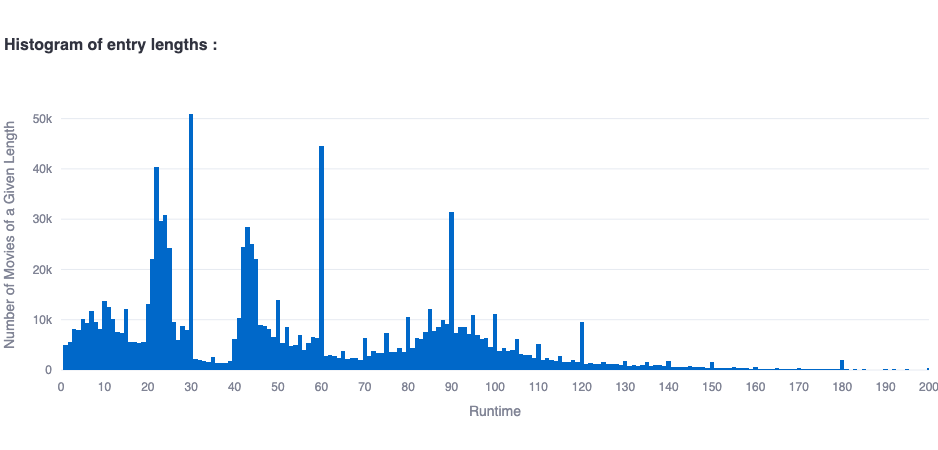 Histogram of entry lengths :
Number of Movies of a Given Length
50k
40k
30k
20k
10k
0
0 10 20 30 40 50 60 70 80 90 100 110 120 130 140 150 160 170 180 190 200
Runtime